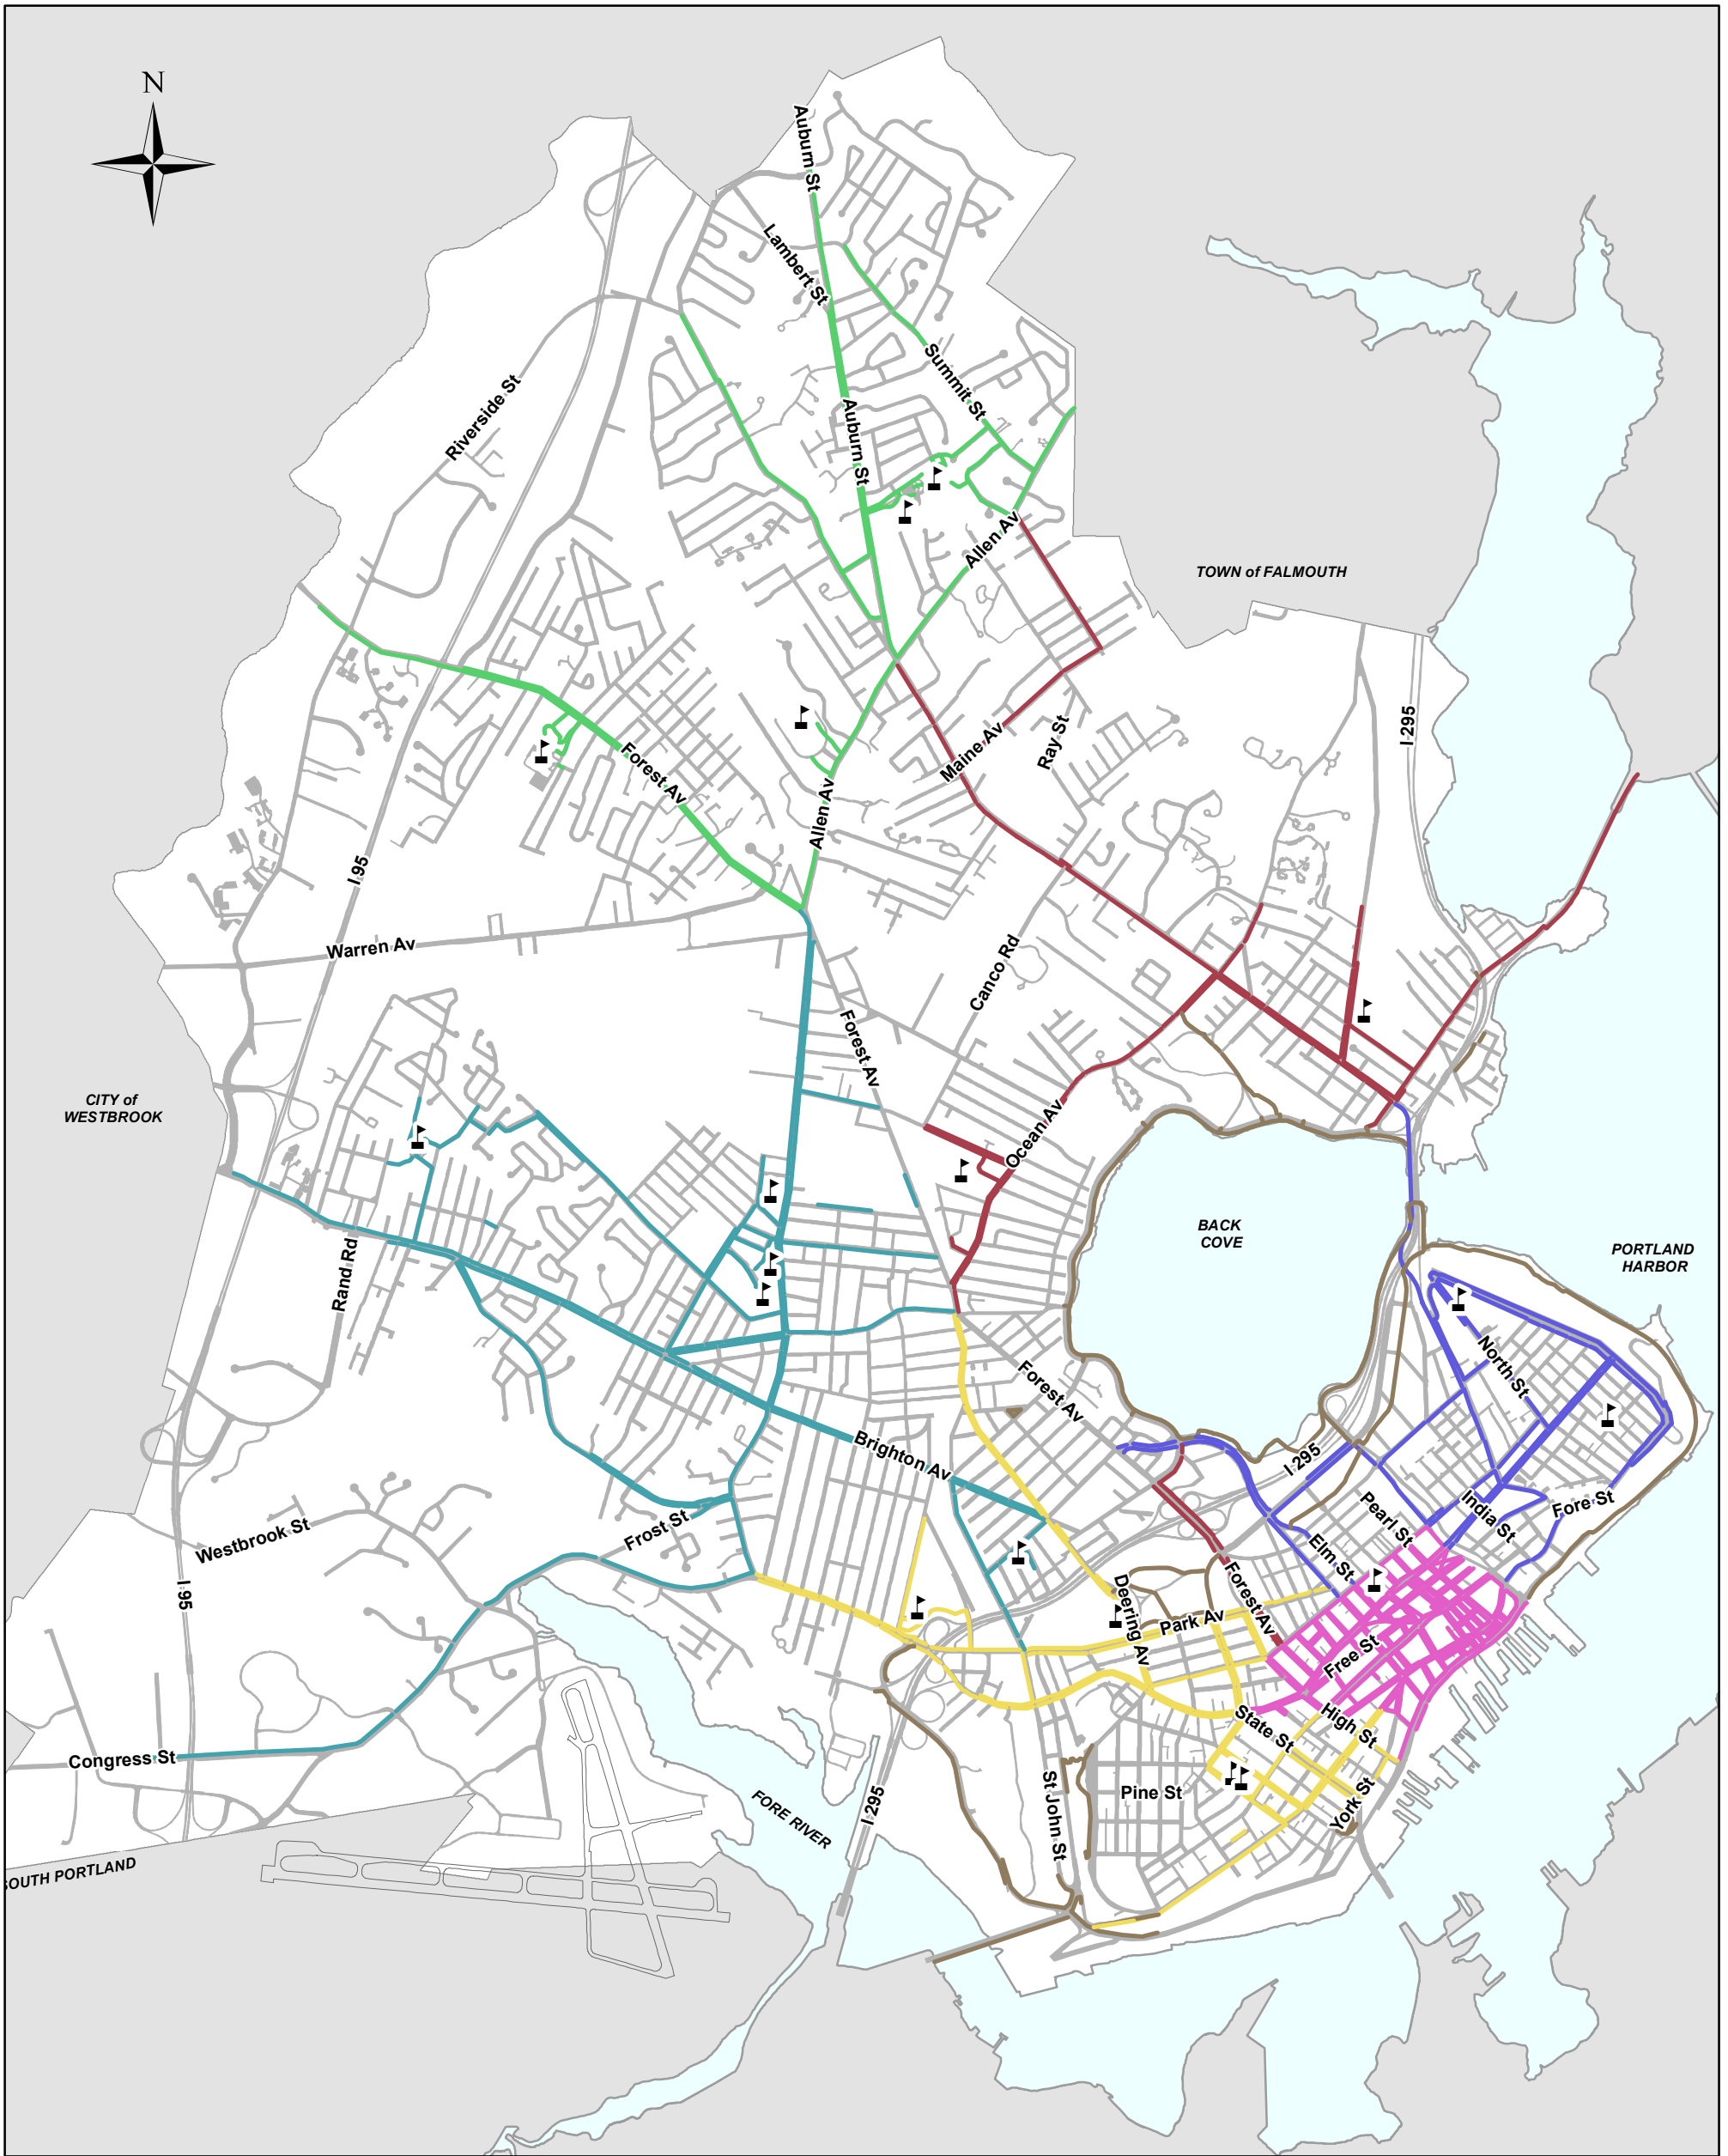 N
Auburn St
Lambert St
Summit St
Riverside St
Auburn St
Allen Av
TOWN of FALMOUTH
I 295
Ray St
Maine Av
Forest Av
Allen Av
I 95
Warren Av
Canco Rd
Forest Av
CITY of
WESTBROOK
Ocean Av
BACK
COVE
PORTLAND
HARBOR
Rand Rd
North St
Forest Av
Brighton Av
I 295
Pearl St
India St
Fore St
Frost St
Westbrook St
Elm St
I 95
Deering Av
Forest Av
Park Av
Free St
State St
High St
Congress St
St John St
Pine St
York St
FORE RIVER
I 295
SOUTH PORTLAND